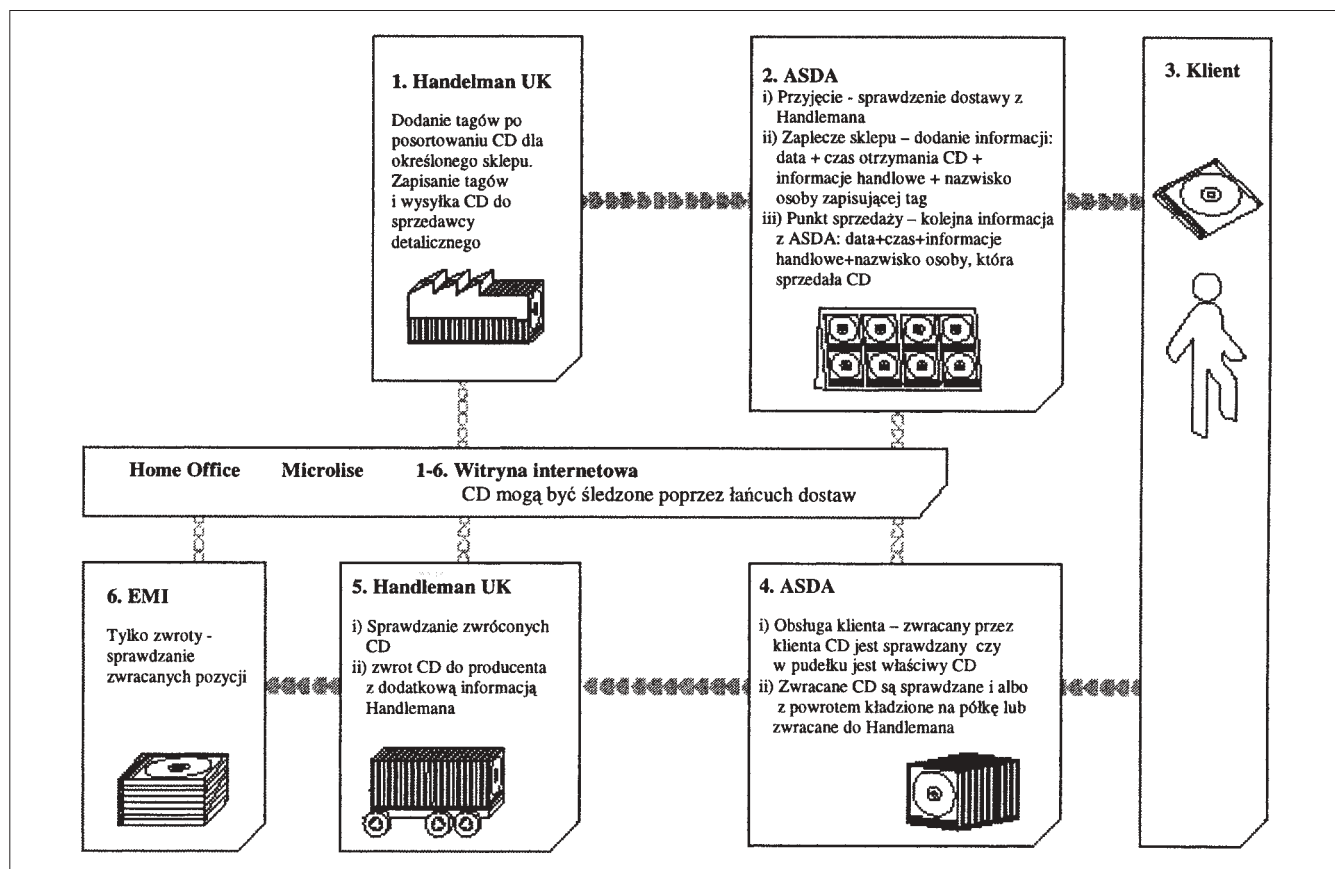 1. Handelman UK
Dodanie tagów po
posortowaniu CD dla
określonego sklepu.
Zapisanie tagów
i wysyłka CD do
sprzedawcy
detalicznego
2. ASDA
i) Przyjęcie - sprawdzenie dostawy z
Handlemana
ii) Zaplecze sklepu – dodanie informacji:
data + czas otrzymania CD +
informacje handlowe + nazwisko
osoby zapisującej tag
iii) Punkt sprzedaży – kolejna informacja
z ASDA: data+czas+informacje
handlowe+nazwisko osoby, która
sprzedała CD
3. Klient
Home Office Microlise 1-6. Witryna internetowa
CD mogą być śledzone poprzez łańcuch dostaw
6. EMI
Tylko zwroty -
sprawdzanie
zwracanych pozycji
5. Handleman UK
i) Sprawdzanie zwróconych
CD
ii) zwrot CD do producenta
z dodatkową informacją
Handlemana
4. ASDA
i) Obsługa klienta – zwracany przez
klienta CD jest sprawdzany czy
w pudełku jest właściwy CD
ii) Zwracane CD są sprawdzane i albo
z powrotem kładzione na półkę lub
zwracane do Handlemana